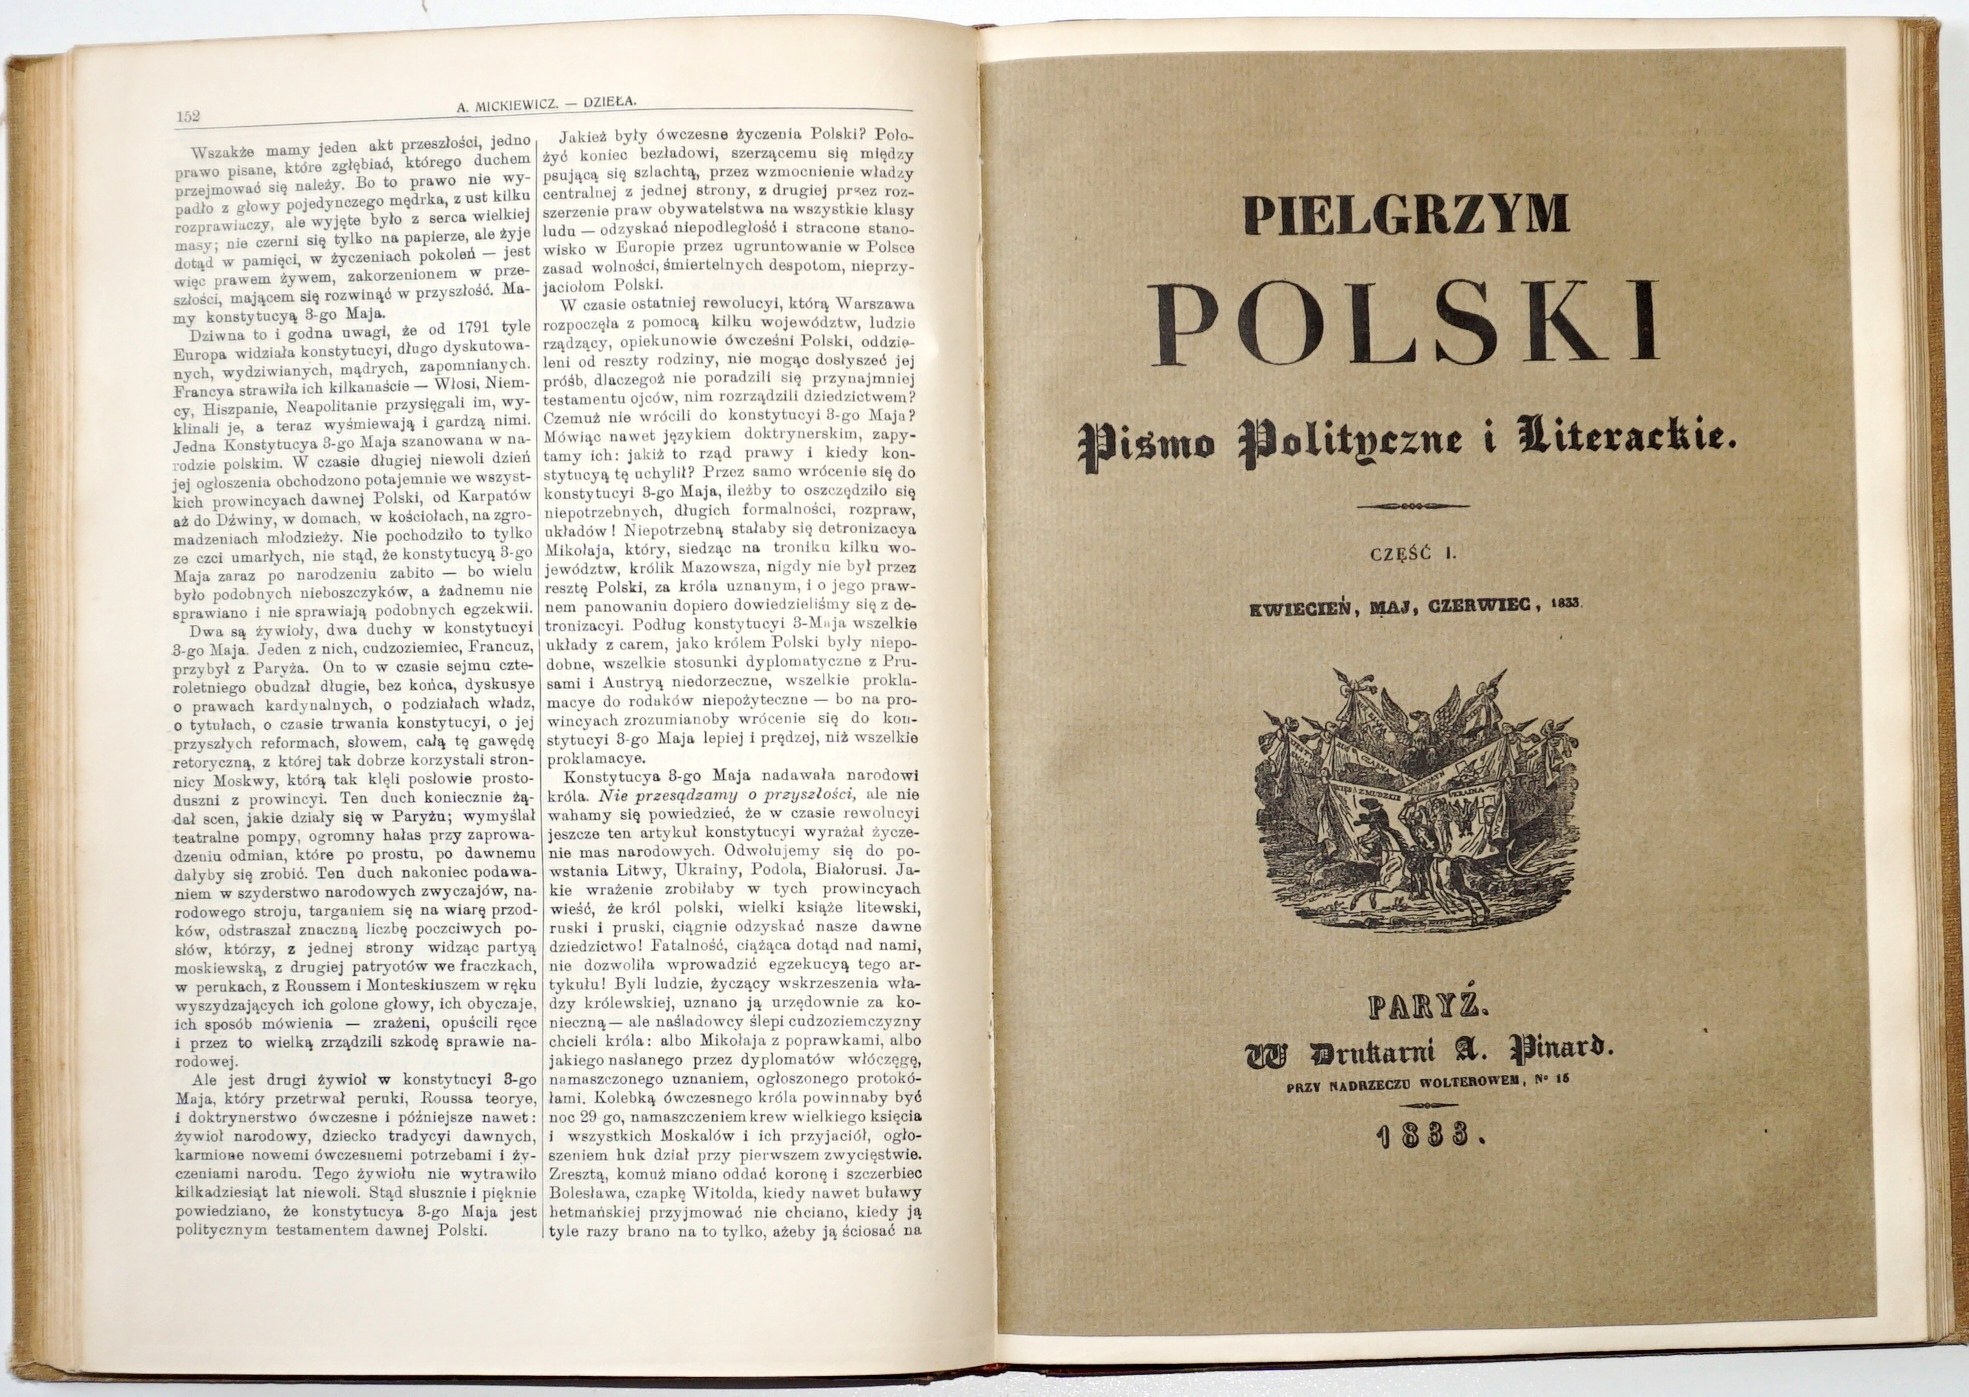 152
A. MICKIEWICZ. — DZIEŁA.
Wszakże mamy jeden akt przeszłości, jedno
prawo pisane, które zgłębiać, którego duchem
przejmować się należy. Bo to prawo nie wy-
padło z głowy pojedynczego mędrka, z ust kilku
rozprawiaczy, ale wyjęte było z serca wielkiej
masy; nie czerni się tylko na papierze, ale żyje
dotąd w pamięci, w życzeniach pokoleń — jest
więc prawem żywem, zakorzenionem w prze-
szłości, mającem się rozwinąć w przyszłość. Ma-
my konstytucyą 3-go Maja.
Dziwna to i godna uwagi, że od 1791 tyle
Europa widziała konstytucyi, długo dyskutowa-
nych, wydziwianych, mądrych, zapomnianych.
Francya strawiła ich kilkanaście — Włosi, Niem-
cy, Hiszpanie, Neapolitanie przysięgali im, wy-
klinali je, a teraz wyśmiewają i gardzą nimi.
Jedna Konstytucya 3-go Maja szanowana w na-
rodzie polskim. W czasie długiej niewoli dzień
jej ogłoszenia obchodzono potajemnie we wszyst-
kich prowincyach dawnej Polski, od Karpatów
aż do Dźwiny, w domach, w kościołach, na zgro-
madzeniach młodzieży. Nie pochodziło to tylko
ze czci umarłych, nie stąd, że konstytucyą 3-go
Maja zaraz po narodzeniu zabito — bo wielu
było podobnych nieboszczyków, a żadnemu nie
sprawiano i nie sprawiają podobnych egzekwii.
Dwa są żywioły, dwa duchy w konstytucyi
3-go Maja. Jeden z nich, cudzoziemiec, Francuz,
przybył z Paryża. On to w czasie sejmu czte-
roletniego obudzał długie, bez końca, dyskusye
o prawach kardynalnych, o podziałach władz,
o tytułach, o czasie trwania konstytucyi, o jej
przyszłych reformach, słowem, całą tę gawędę
retoryczną, z której tak dobrze korzystali stron-
nicy Moskwy, którą tak klęli posłowie prosto-
duszni z prowincyi. Ten duch koniecznie żą-
dał scen, jakie działy się w Paryżu; wymyślał
teatralne pompy, ogromny hałas przy zaprowa-
dzeniu odmian, które po prostu, po dawnemu
dałyby się zrobić. Ten duch nakoniec podawa-
niem w szyderstwo narodowych zwyczajów, na-
rodowego stroju, targaniem się na wiarę przod-
ków, odstraszał znaczną liczbę poczciwych po-
słów, którzy, z jednej strony widząc partyą
moskiewską, z drugiej patryotów we fraczkach,
w perukach, z Roussem i Monteskiuszem w ręku
wyszydzających ich golone głowy, ich obyczaje,
ich sposób mówienia — zrażeni, opuścili ręce
i przez to wielką zrządzili szkodę sprawie na-
rodowej.
Ale jest drugi żywioł w konstytucyi 3-go
Maja, który przetrwał peruki, Roussa teorye,
i doktrynerstwo ówczesne i późniejsze nawet:
żywioł narodowy, dziecko tradycyi dawnych,
karmione nowemi ówczesnemi potrzebami i ży-
czeniami narodu. Tego żywiołu nie wytrawiło
kilkadziesiąt lat niewoli. Stąd słusznie i pięknie
powiedziano, że konstytucya 3-go Maja jest
politycznym testamentem dawnej Polski.
Jakież były ówczesne życzenia Polski? Poło-
żyć koniec bezładowi, szerzącemu się między
psującą się szlachtą, przez wzmocnienie władzy
centralnej z jednej strony, z drugiej przez roz-
szerzenie praw obywatelstwa na wszystkie klasy
ludu — odzyskać niepodległość i stracone stano-
wisko w Europie przez ugruntowanie w Polsce
zasad wolności, śmiertelnych despotom, nieprzy-
jaciołom Polski.
W czasie ostatniej rewolucyi, którą Warszawa
rozpoczęła z pomocą kilku województw, ludzie
rządzący, opiekunowie ówcześni Polski, oddzie-
leni od reszty rodziny, nie mogąc dosłyszeć jej
próśb, dlaczegoż nie poradzili się przynajmniej
testamentu ojców, nim rozrządzili dziedzictwem?
Czemuż nie wrócili do konstytucyi 3-go Maja?
Mówiąc nawet językiem doktrynerskim, zapy-
tamy ich: jakiż to rząd prawy i kiedy kon-
stytucyą tę uchylił? Przez samo wrócenie się do
konstytucyi 3-go Maja, ileżby to oszczędziło się
niepotrzebnych, długich formalności, rozpraw,
układów! Niepotrzebną stałaby się detronizacya
Mikołaja, który, siedząc na troniku kilku wo-
jewództw, królik Mazowsza, nigdy nie był przez
resztę Polski, za króla uznanym, i o jego praw-
nem panowaniu dopiero dowiedzieliśmy się z de-
tronizacyi. Podług konstytucyi 3-Maja wszelkie
układy z carem, jako królem Polski były niepo-
dobne, wszelkie stosunki dyplomatyczne z Pru-
sami i Austryą niedorzeczne, wszelkie prokla-
macye do rodaków niepożyteczne — bo na pro-
wincyach zrozumianoby wrócenie się do kon-
stytucyi 3-go Maja lepiej i prędzej, niż wszelkie
proklamacye.
Konstytucya 3-go Maja nadawała narodowi
króla. Nie przesądzamy o przyszłości, ale nie
wahamy się powiedzieć, że w czasie rewolucyi
jeszcze ten artykuł konstytucyi wyrażał życze-
nie mas narodowych. Odwołujemy się do po-
wstania Litwy, Ukrainy, Podola, Białorusi. Ja-
kie wrażenie zrobiłaby w tych prowincyach
wieść, że król polski, wielki książe litewski,
ruski i pruski, ciągnie odzyskać nasze dawne
dziedzictwo! Fatalność, ciążąca dotąd nad nami,
nie dozwoliła wprowadzić egzekucyą tego ar-
tykułu! Byli ludzie, życzący wskrzeszenia wła-
dzy królewskiej, uznano ją urzędownie za ko-
nieczną — ale naśladowcy ślepi cudzoziemczyzny
chcieli króla: albo Mikołaja z poprawkami, albo
jakiego nasłanego przez dyplomatów włóczęgę,
namaszczonego uznaniem, ogłoszonego protokó-
łami. Kolebką ówczesnego króla powinnaby być
noc 29 go, namaszczeniem krew wielkiego księcia
i wszystkich Moskalów i ich przyjaciół, ogło-
szeniem huk dział przy pierwszem zwycięstwie.
Zresztą, komuż miano oddać koronę i szczerbiec
Bolesława, czapkę Witolda, kiedy nawet buławy
hetmańskiej przyjmować nie chciano, kiedy ją
tyle razy brano na to tylko, ażeby ją ściosać na
PIELGRZYM
POLSKI
Pismo Polityczne i Literackie.
CZĘŚĆ I.
KWIECIEŃ, MAJ, CZERWIEC, 1833.
CZARNA
ŻMUDZKIE
UKRAINA
PARYŻ.
W Drukarni A. Pinard.
PRZY NADRZECZU WOLTEROWEM, No 15
1833.